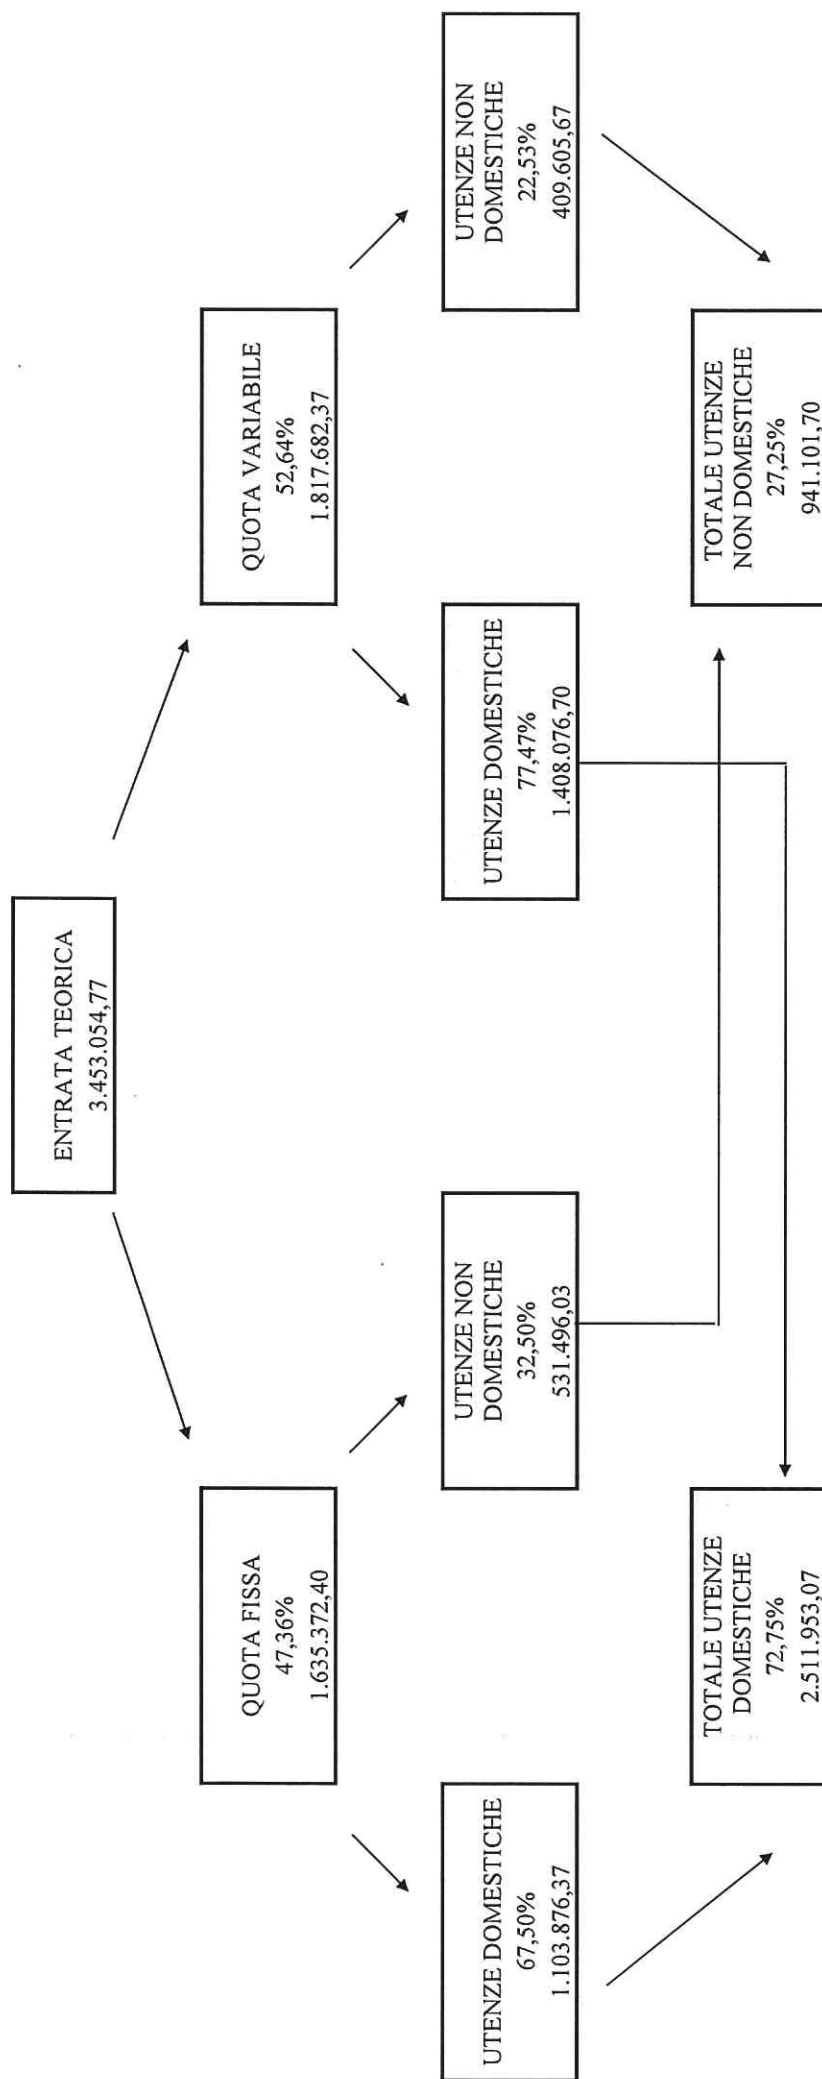 ENTRATA TEORICA
3.453.054,77
QUOTA FISSA
47,36%
1.635.372,40
QUOTA VARIABILE
52,64%
1.817.682,37
UTENZE DOMESTICHE
67,50%
1.103.876,37
UTENZE NON
DOMESTICHE
32,50%
531.496,03
UTENZE DOMESTICHE
77,47%
1.408.076,70
UTENZE NON
DOMESTICHE
22,53%
409.605,67
TOTALE UTENZE
DOMESTICHE
72,75%
2.511.953,07
TOTALE UTENZE
NON DOMESTICHE
27,25%
941.101,70